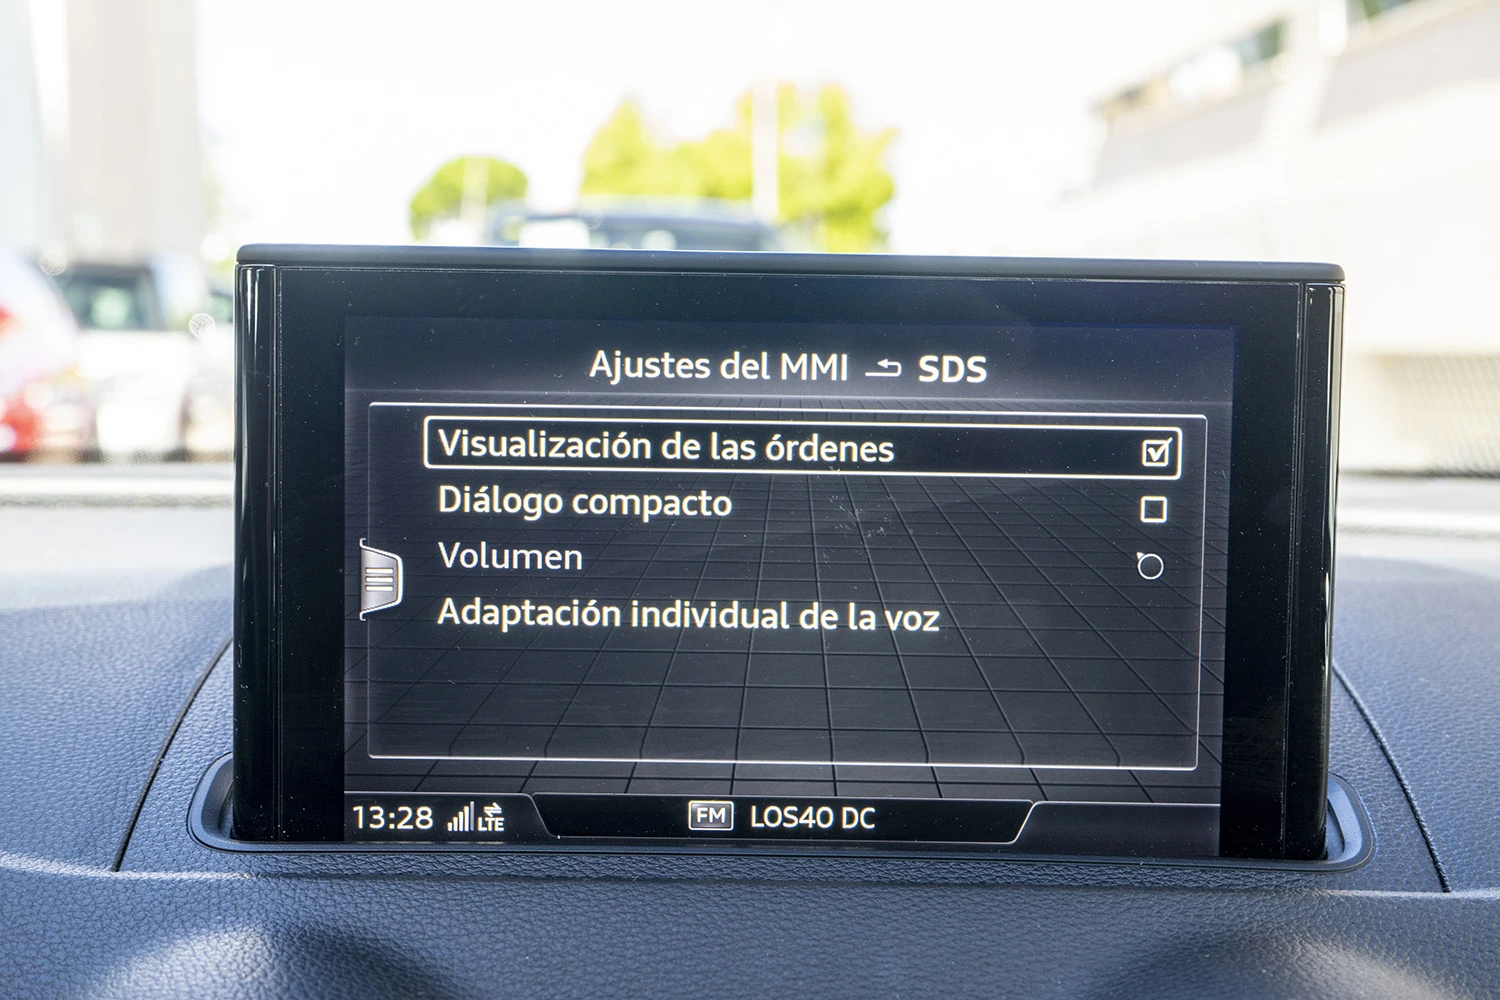 Ajustes del MMI SDS
Visualización de las órdenes
Diálogo compacto
Volumen
Adaptación individual de la voz
13:28 LTE FM LOS40 DC